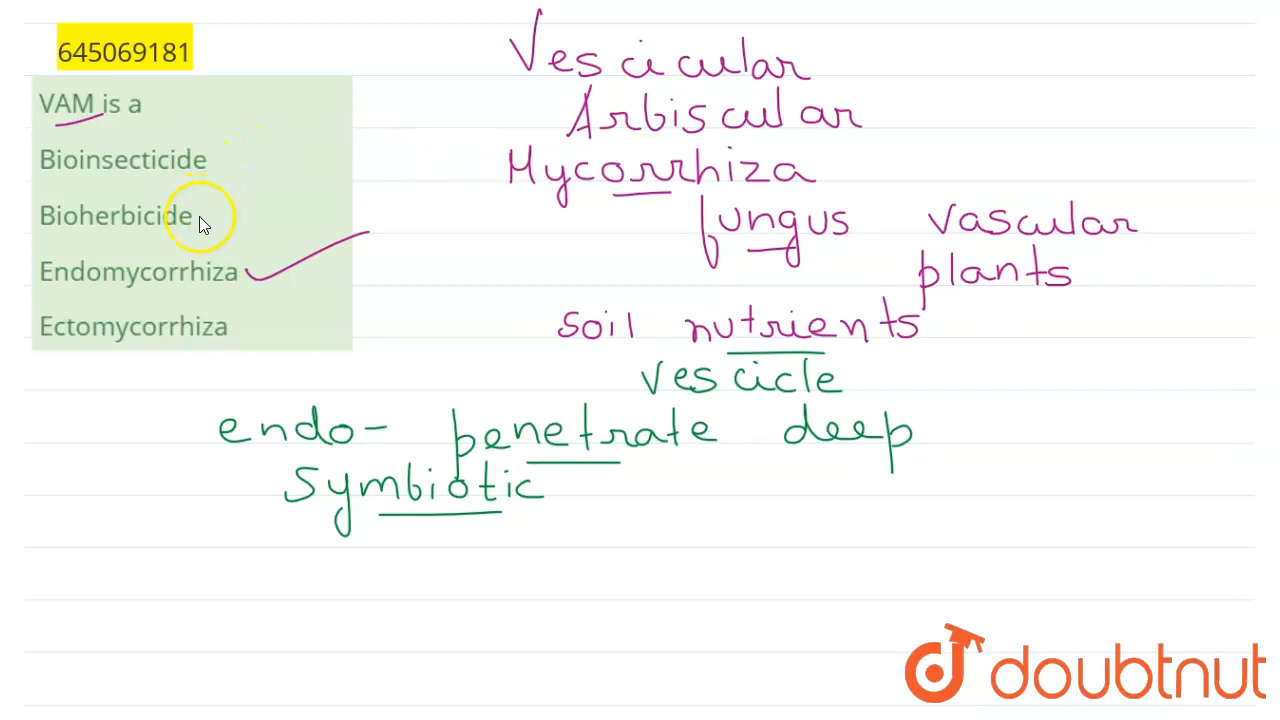 645069181
VAM is a
Bioinsecticide
Bioherbicide
Endomycorrhiza
Ectomycorrhiza
Vescicular
Arbiscular
Mycorrhiza
fungus vascular
plants
soil nutrients
vescicle
endo- penetrate deep
symbiotic
doubtnut